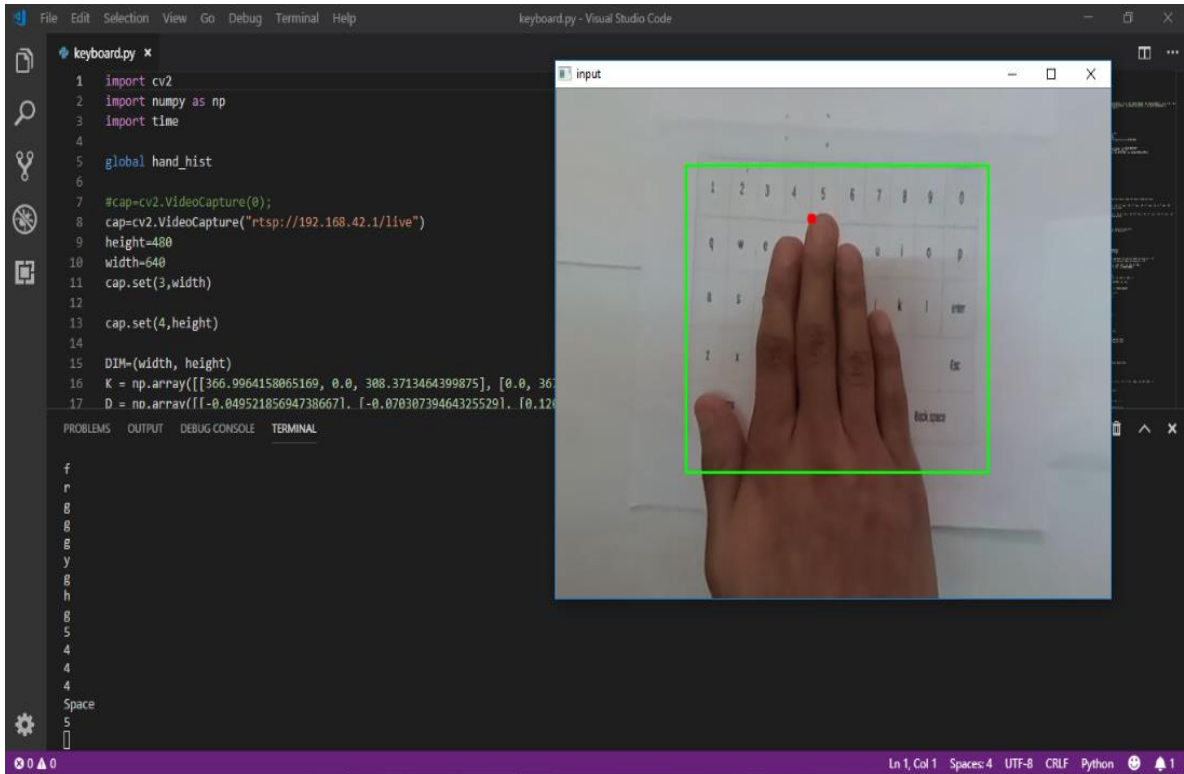 File Edit Selection View Go Debug Terminal Help
keyboard.py - Visual Studio Code
keyboard.py ×
1 import cv2
2 import numpy as np
3 import time
4
5 global hand_hist
6
7 #cap=cv2.VideoCapture(0);
8 cap=cv2.VideoCapture("rtsp://192.168.42.1/live")
9 height=480
10 width=640
11 cap.set(3,width)
12
13 cap.set(4,height)
14
15 DIM=(width, height)
16 K = np.array([[366.9964158065169, 0.0, 308.3713464399875], [0.0, 36
17 D = np.array([[-0.04952185694738667], [-0.07030739464325529], [0.12
input
1 2 3 4 5 6 7 8 9 0
q w e u i o p
a s k l enter
z x Esc
Back space
PROBLEMS OUTPUT DEBUG CONSOLE TERMINAL
f
r
g
g
g
y
g
h
g
5
4
4
4
Space
5
0 0
Ln 1, Col 1 Spaces: 4 UTF-8 CRLF Python 1